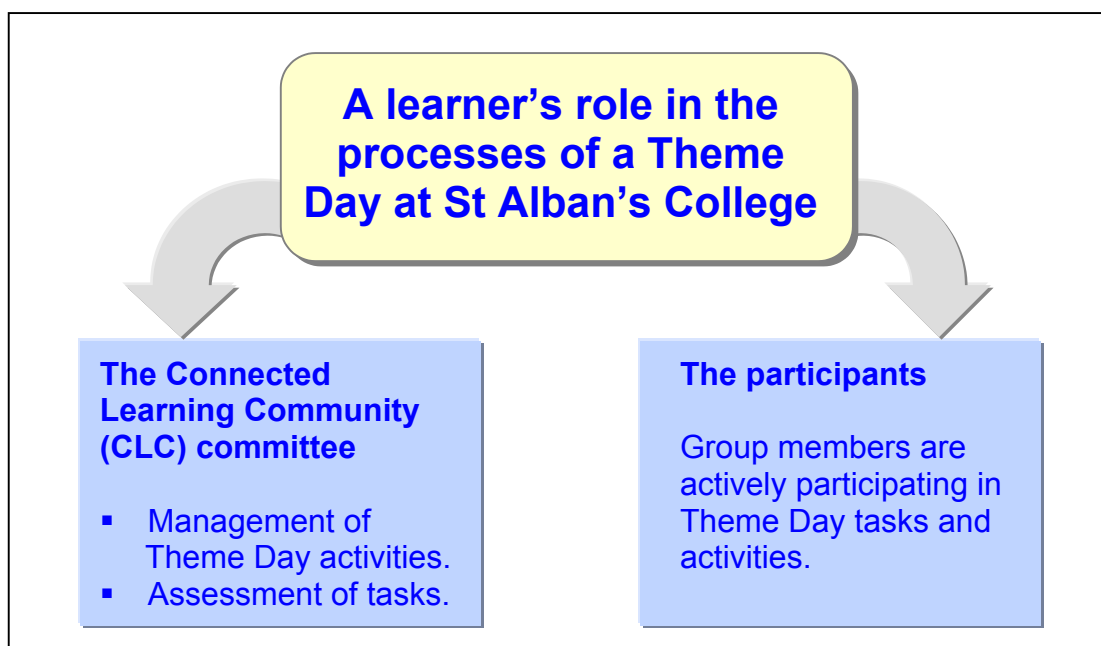 A learner’s role in the
processes of a Theme
Day at St Alban’s College
The Connected
Learning Community
(CLC) committee
▪ Management of
Theme Day activities.
▪ Assessment of tasks.
The participants
Group members are
actively participating in
Theme Day tasks and
activities.